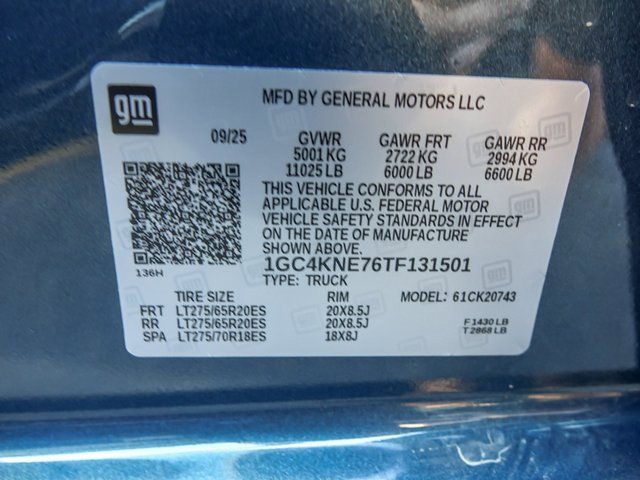 gm
MFD BY GENERAL MOTORS LLC
09/25 GVWR GAWR FRT GAWR RR
5001 KG 2722 KG 2994 KG
11025 LB 6000 LB 6600 LB
THIS VEHICLE CONFORMS TO ALL
APPLICABLE U.S. FEDERAL MOTOR
VEHICLE SAFETY STANDARDS IN EFFECT
ON THE DATE OF MANUFACTURE
SHOWN ABOVE.
136H
1GC4KNE76TF131501
TYPE: TRUCK
TIRE SIZE RIM MODEL: 61CK20743
FRT LT275/65R20ES 20X8.5J
RR LT275/65R20ES 20X8.5J
SPA LT275/70R18ES 18X8J
F 1430 LB
T 2868 LB